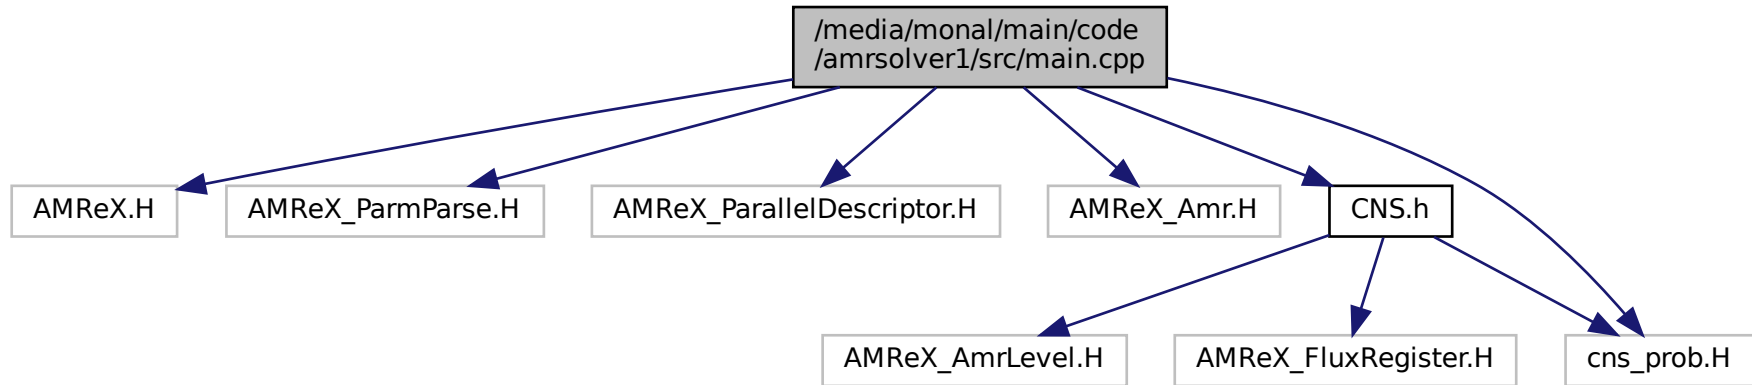 /media/monal/main/code
/amrsolver1/src/main.cpp
AMReX.H
AMReX_ParmParse.H
AMReX_ParallelDescriptor.H
AMReX_Amr.H
CNS.h
AMReX_AmrLevel.H
AMReX_FluxRegister.H
cns_prob.H